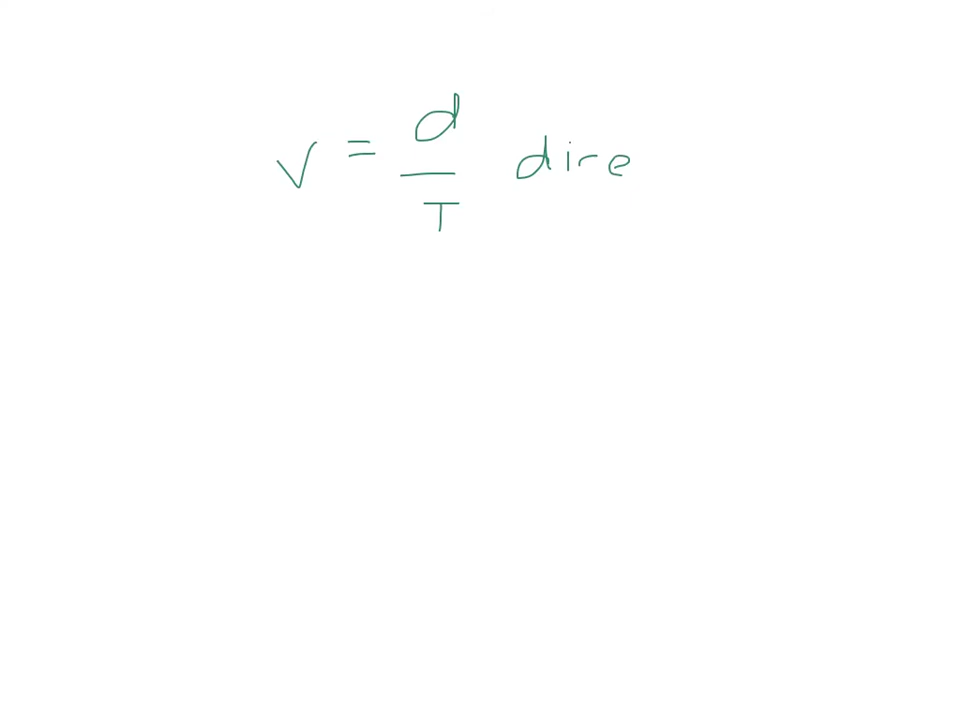 V = d/T dire